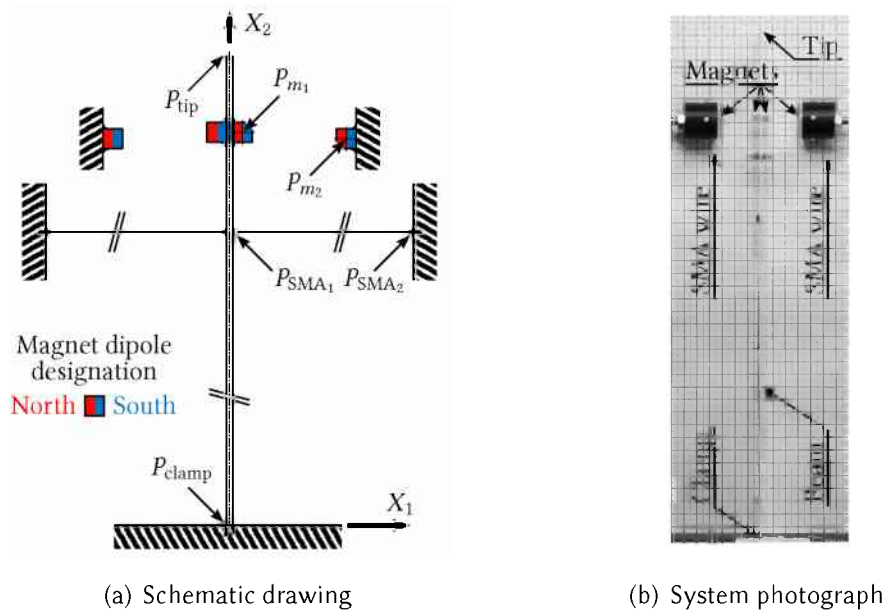 X2
Ptip
Pm1
Pm2
PSMA1
PSMA2
Magnet dipole
designation
North South
Pclamp
X1
(a) Schematic drawing
Tip
Magnets
SMA wire
SMA wire
Clamp
Beam
(b) System photograph